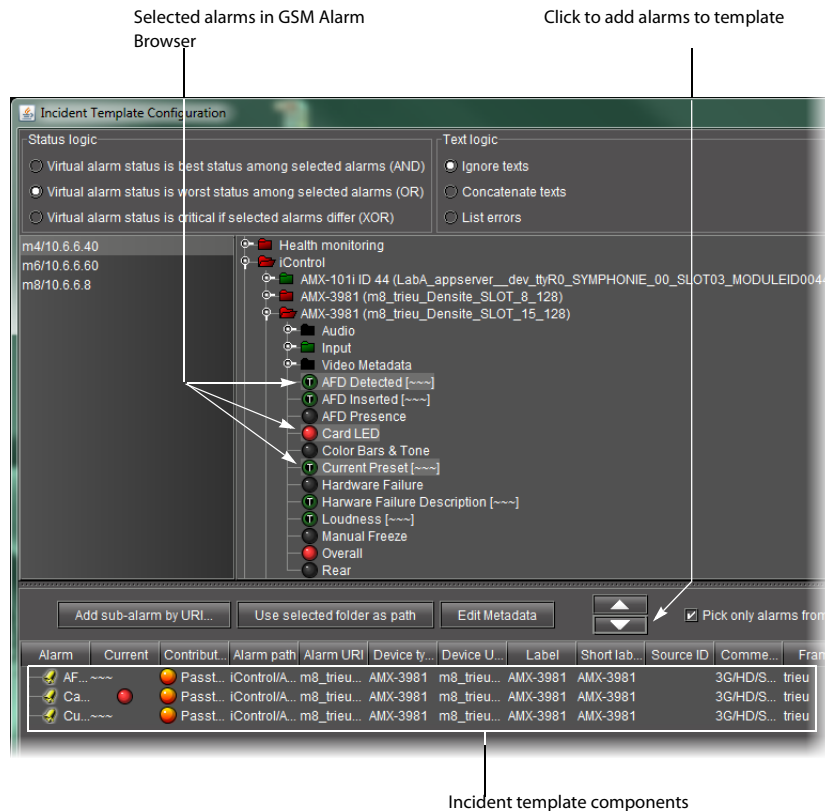 Selected alarms in GSM Alarm
Browser
Click to add alarms to template
Incident Template Configuration
Status logic
Virtual alarm status is best status among selected alarms (AND)
Virtual alarm status is worst status among selected alarms (OR)
Virtual alarm status is critical if selected alarms differ (XOR)
Text logic
Ignore texts
Concatenate texts
List errors
m4/10.6.6.40
m6/10.6.6.60
m8/10.6.6.8
Health monitoring
iControl
AMX-101i ID 44 (LabA_appserver__dev_ttyR0_SYMPHONIE_00_SLOT03_MODULEID0044
AMX-3981 (m8_trieu_Densite_SLOT_8_128)
AMX-3981 (m8_trieu_Densite_SLOT_15_128)
Audio
Input
Video Metadata
T AFD Detected [~~~]
T AFD Inserted [~~~]
AFD Presence
Card LED
Color Bars & Tone
T Current Preset [~~~]
Hardware Failure
T Harware Failure Description [~~~]
T Loudness [~~~]
Manual Freeze
Overall
Rear
Add sub-alarm by URI... Use selected folder as path Edit Metadata Pick only alarms from
Alarm Current Contribut... Alarm path Alarm URI Device ty... Device U... Label Short lab... Source ID Comme... Fran
AF... ~~~ Passt... iControl/A... m8_trieu... AMX-3981 m8_trieu... AMX-3981 AMX-3981 3G/HD/S... trieu
Ca... Passt... iControl/A... m8_trieu... AMX-3981 m8_trieu... AMX-3981 AMX-3981 3G/HD/S... trieu
Cu... ~~~ Passt... iControl/A... m8_trieu... AMX-3981 m8_trieu... AMX-3981 AMX-3981 3G/HD/S... trieu
Incident template components